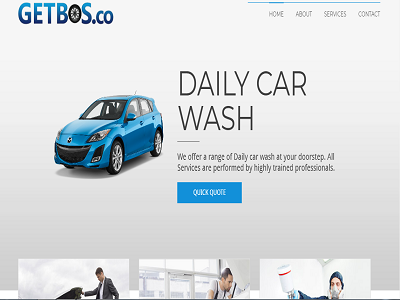 GETBOS.co
HOME ABOUT SERVICES CONTACT
DAILY CAR
WASH
We offer a range of Daily car wash at your doorstep. All
Services are performed by highly trained professionals.
QUICK QUOTE